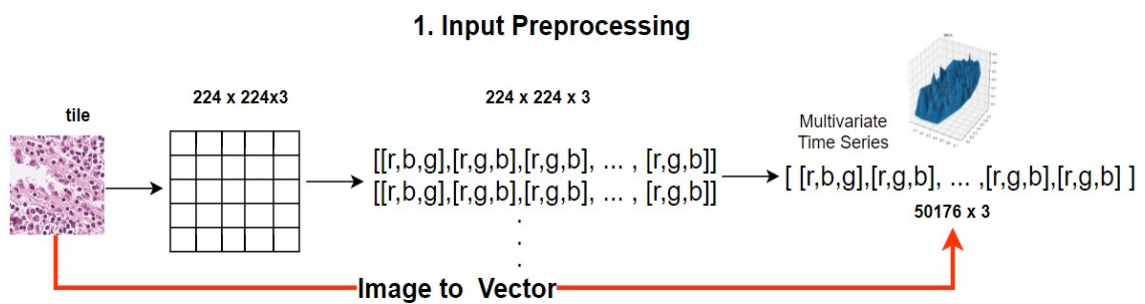 1. Input Preprocessing
tile
224 x 224x3
224 x 224 x 3
[[r,b,g],[r,g,b],[r,g,b], ... , [r,g,b]]
[[r,b,g],[r,g,b],[r,g,b], ... , [r,g,b]]
.
.
.
Multivariate
Time Series
[ [r,b,g],[r,g,b], ... ,[r,g,b],[r,g,b] ]
50176 x 3
Image to Vector